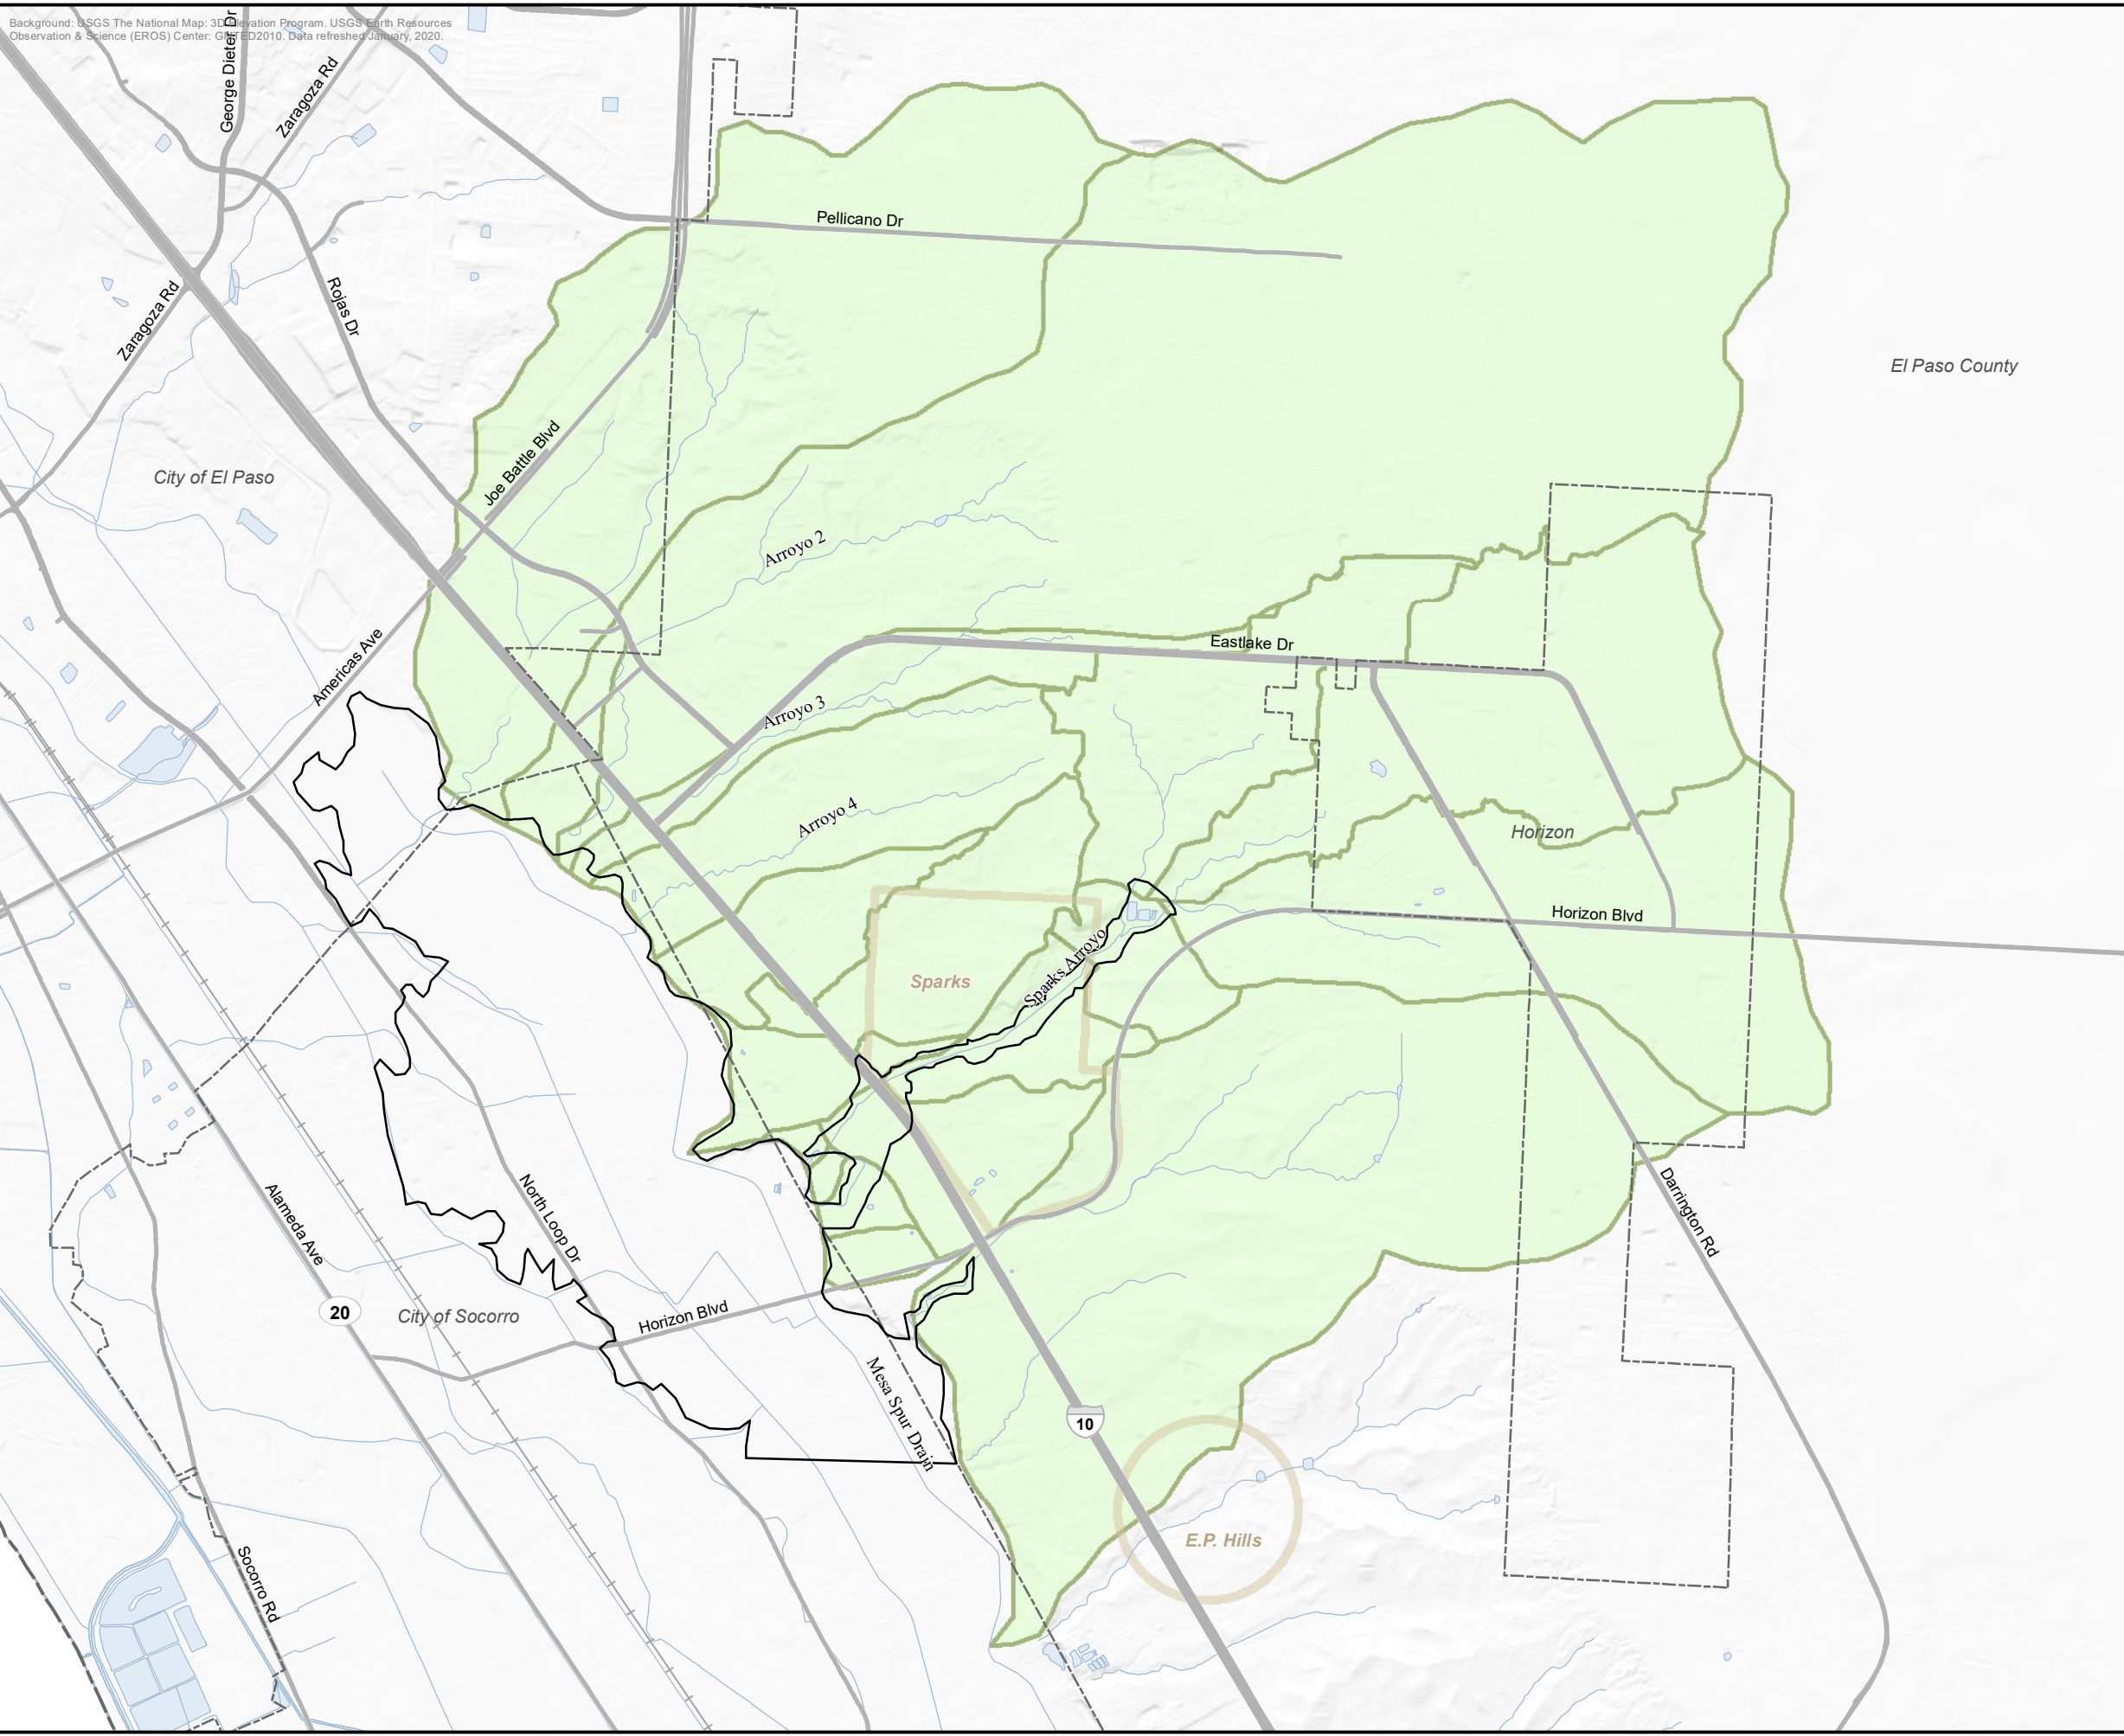 Background: USGS The National Map: 3D Elevation Program. USGS Earth Resources
Observation & Science (EROS) Center: GMTED2010. Data refreshed January, 2020.
George Dieter Dr
Zaragoza Rd
Pellicano Dr
Zaragoza Rd
Rojas Dr
El Paso County
City of El Paso
Joe Battle Blvd
Arroyo 2
Americas Ave
Eastlake Dr
Arroyo 3
Arroyo 4
Horizon
Horizon Blvd
Sparks
Sparks Arroyo
Alameda Ave
North Loop Dr
Darrington Rd
20
City of Socorro
Horizon Blvd
Mesa Spur Drain
10
E.P. Hills
Socorro Rd